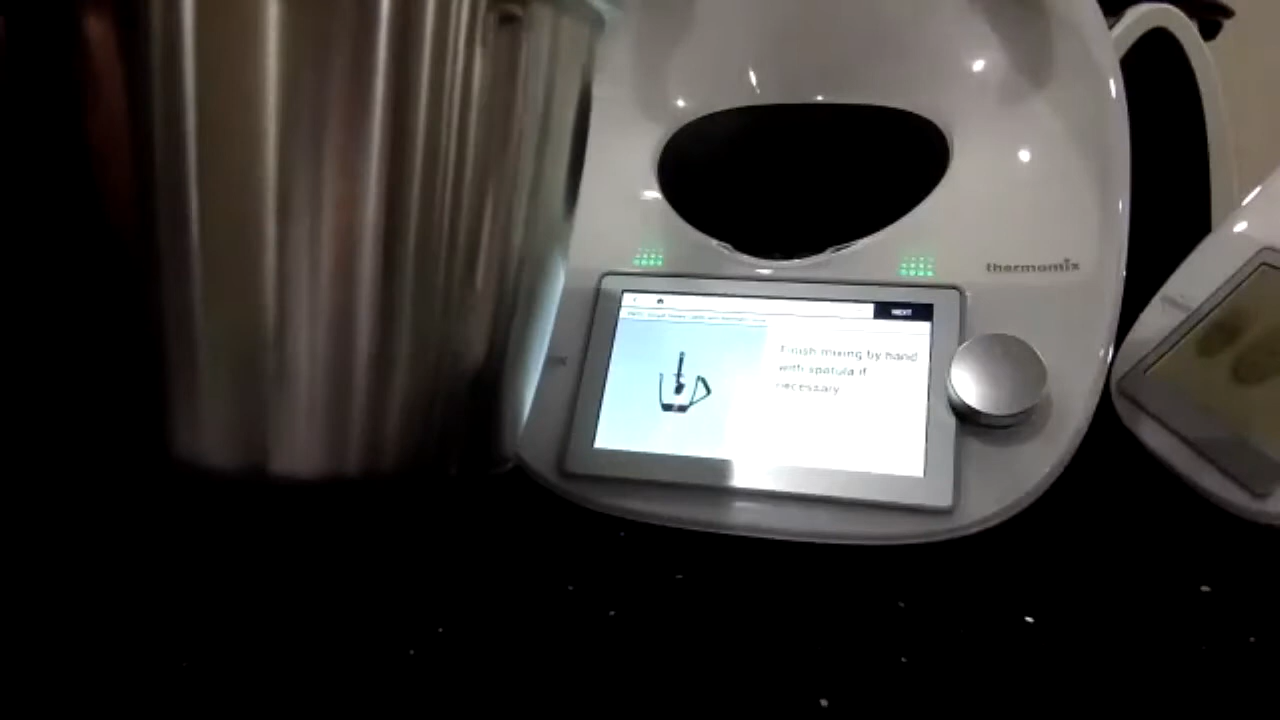 thermomix
NEXT
Finish mixing by hand
with spatula if
necessary